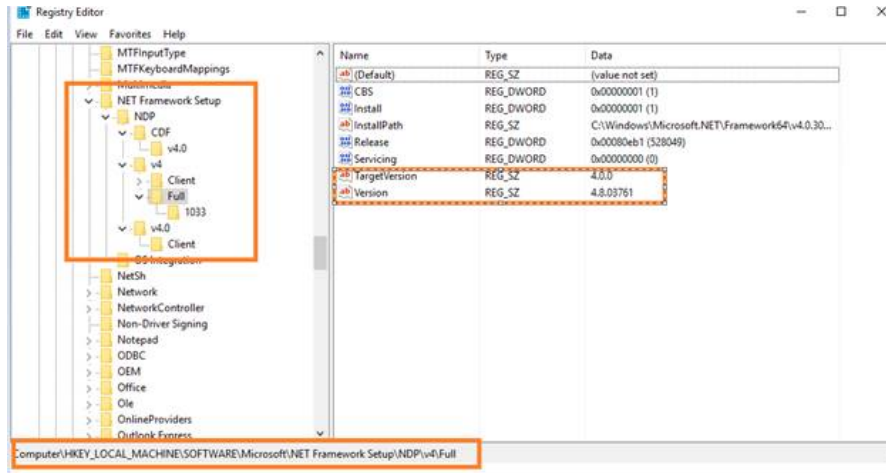 Registry Editor
File Edit View Favorites Help
MTFInputType
MTFKeyboardMappings
Multimedia
NET Framework Setup
NDP
CDF
v4.0
v4
Client
Full
1033
v4.0
Client
OS Integration
NetSh
Network
NetworkController
Non-Driver Signing
Notepad
ODBC
OEM
Office
Ole
OnlineProviders
Outlook Express
Name Type Data
(Default) REG_SZ (value not set)
CBS REG_DWORD 0x00000001 (1)
Install REG_DWORD 0x00000001 (1)
InstallPath REG_SZ C:\Windows\Microsoft.NET\Framework64\v4.0.30...
Release REG_DWORD 0x00080eb1 (528049)
Servicing REG_DWORD 0x00000000 (0)
TargetVersion REG_SZ 4.0.0
Version REG_SZ 4.8.03761
Computer\HKEY_LOCAL_MACHINE\SOFTWARE\Microsoft\NET Framework Setup\NDP\v4\Full